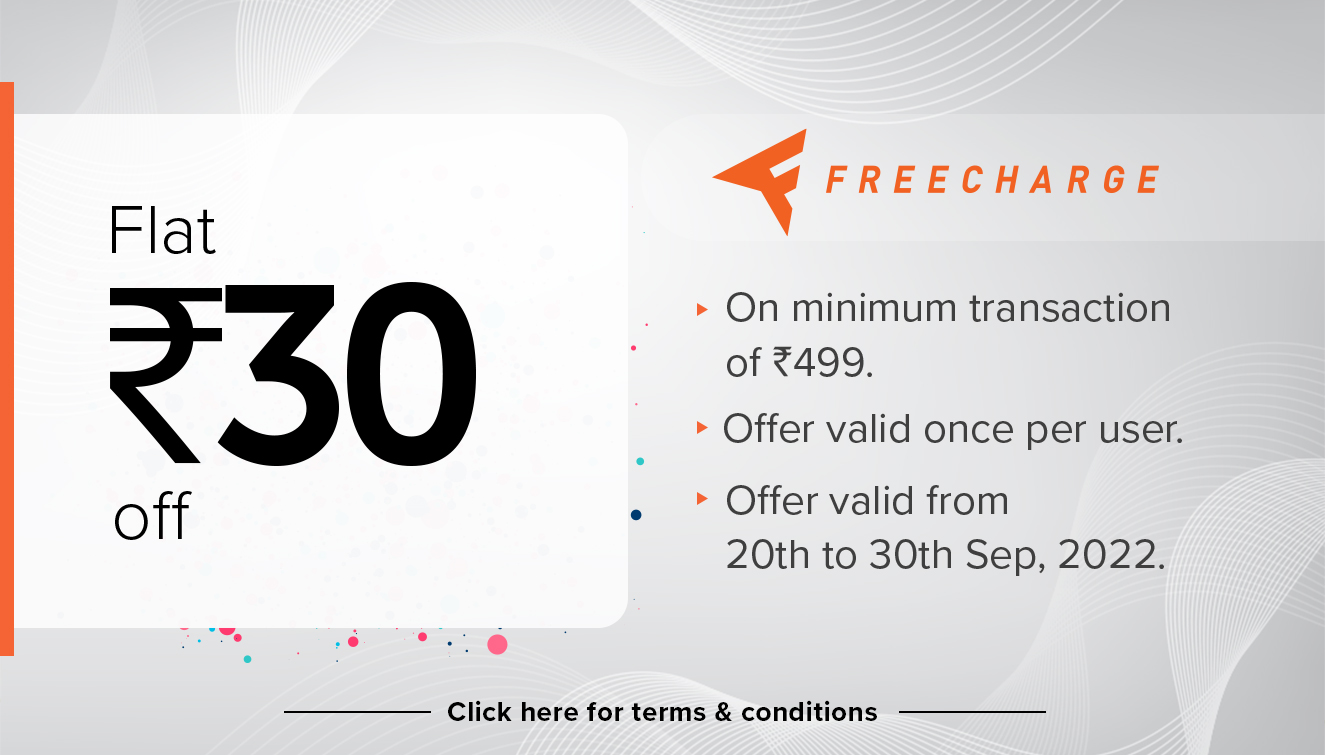 Flat
₹30
off
FREECHARGE
On minimum transaction
of ₹499.
Offer valid once per user.
Offer valid from
20th to 30th Sep, 2022.
Click here for terms & conditions